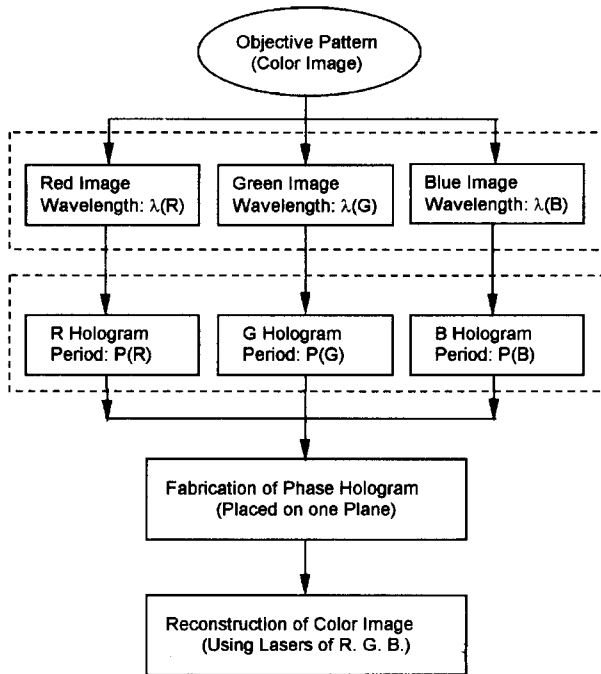 Objective Pattern
(Color Image)
Red Image
Wavelength: λ(R)
Green Image
Wavelength: λ(G)
Blue Image
Wavelength: λ(B)
R Hologram
Period: P(R)
G Hologram
Period: P(G)
B Hologram
Period: P(B)
Fabrication of Phase Hologram
(Placed on one Plane)
Reconstruction of Color Image
(Using Lasers of R. G. B.)